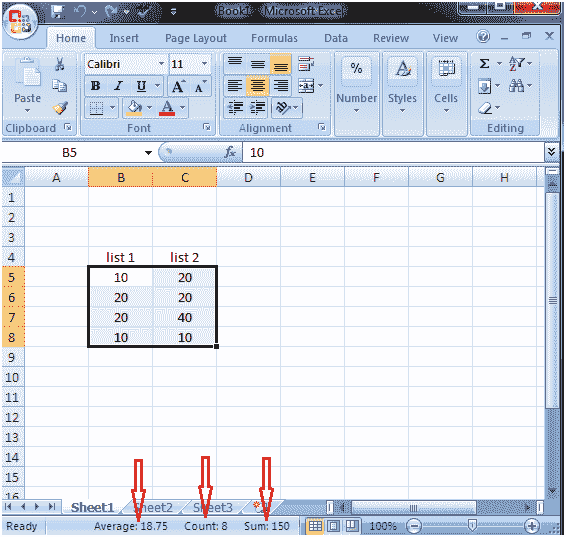 Book1 - Microsoft Excel
Home Insert Page Layout Formulas Data Review View
Calibri 11
Paste B I U A A % Number Styles Cells Σ
Clipboard Font Alignment Editing
B5 fx 10
A B C D E F G H
1
2
3
4 list 1 list 2
5 10 20
6 20 20
7 20 40
8 10 10
9
10
11
12
13
14
15
16
Sheet1 Sheet2 Sheet3
Ready Average: 18.75 Count: 8 Sum: 150 100%